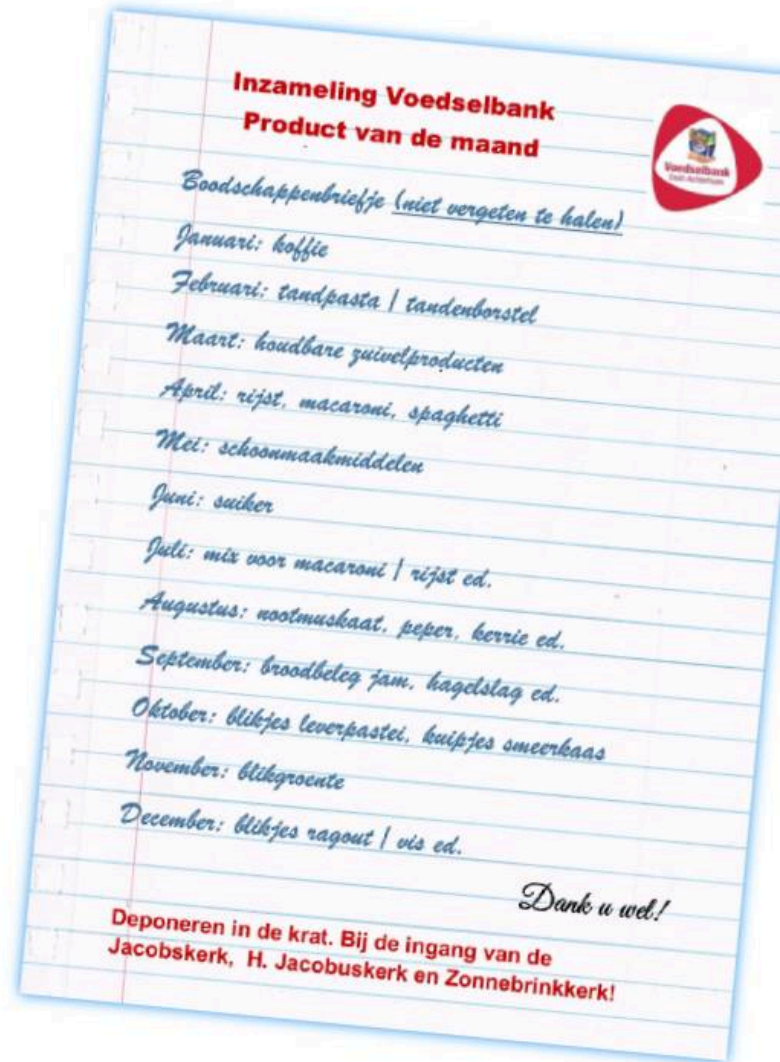 Inzameling Voedselbank
Product van de maand
Voedselbank
Oost-Achterhoek
Boodschappenbriefje (niet vergeten te halen)
Januari: koffie
Februari: tandpasta / tandenborstel
Maart: houdbare zuivelproducten
April: rijst, macaroni, spaghetti
Mei: schoonmaakmiddelen
Juni: suiker
Juli: mix voor macaroni / rijst ed.
Augustus: nootmuskaat, peper, kerrie ed.
September: broodbeleg jam, hagelslag ed.
Oktober: blikjes leverpastei, kuipjes smeerkaas
November: blikgroente
December: blikjes ragout / vis ed.
Dank u wel!
Deponeren in de krat. Bij de ingang van de
Jacobskerk, H. Jacobuskerk en Zonnebrinkkerk!